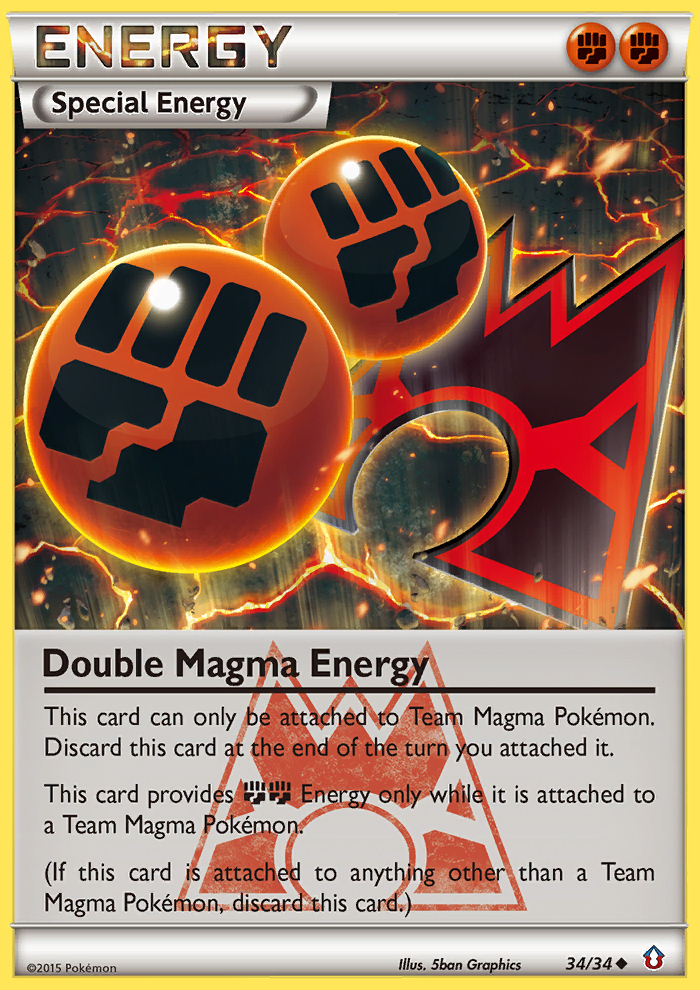 ENERGY
Special Energy
Double Magma Energy
This card can only be attached to Team Magma Pokémon.
Discard this card at the end of the turn you attached it.
This card provides Energy only while it is attached to
a Team Magma Pokémon.
(If this card is attached to anything other than a Team
Magma Pokémon, discard this card.)
©2015 Pokémon
Illus. 5ban Graphics
34/34